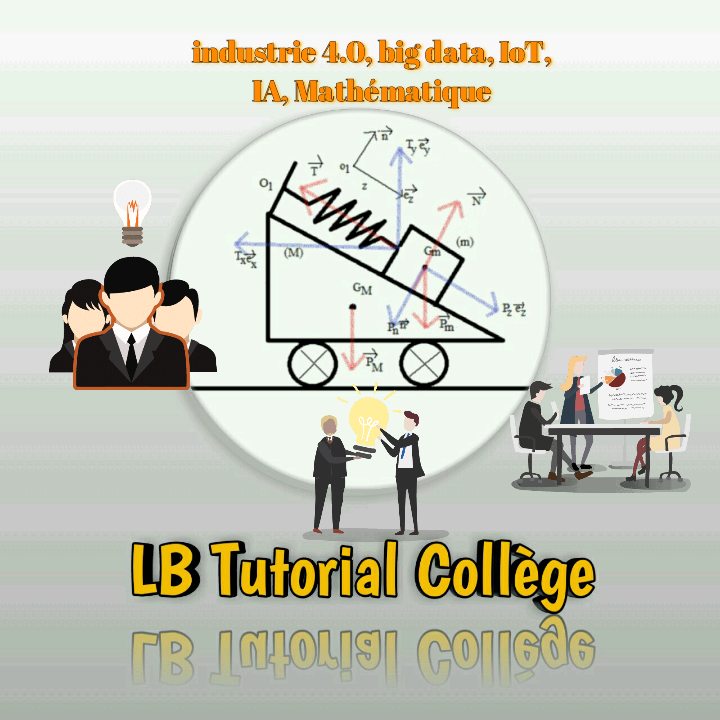 industrie 4.0, big data, IoT,
IA, Mathématique
n
o1
Ty ey
T
O1
z
ez
N
(m)
Gm
Tx ex
(M)
GM
Pz ez
Pn n
Pm
PM
LB Tutorial Collège